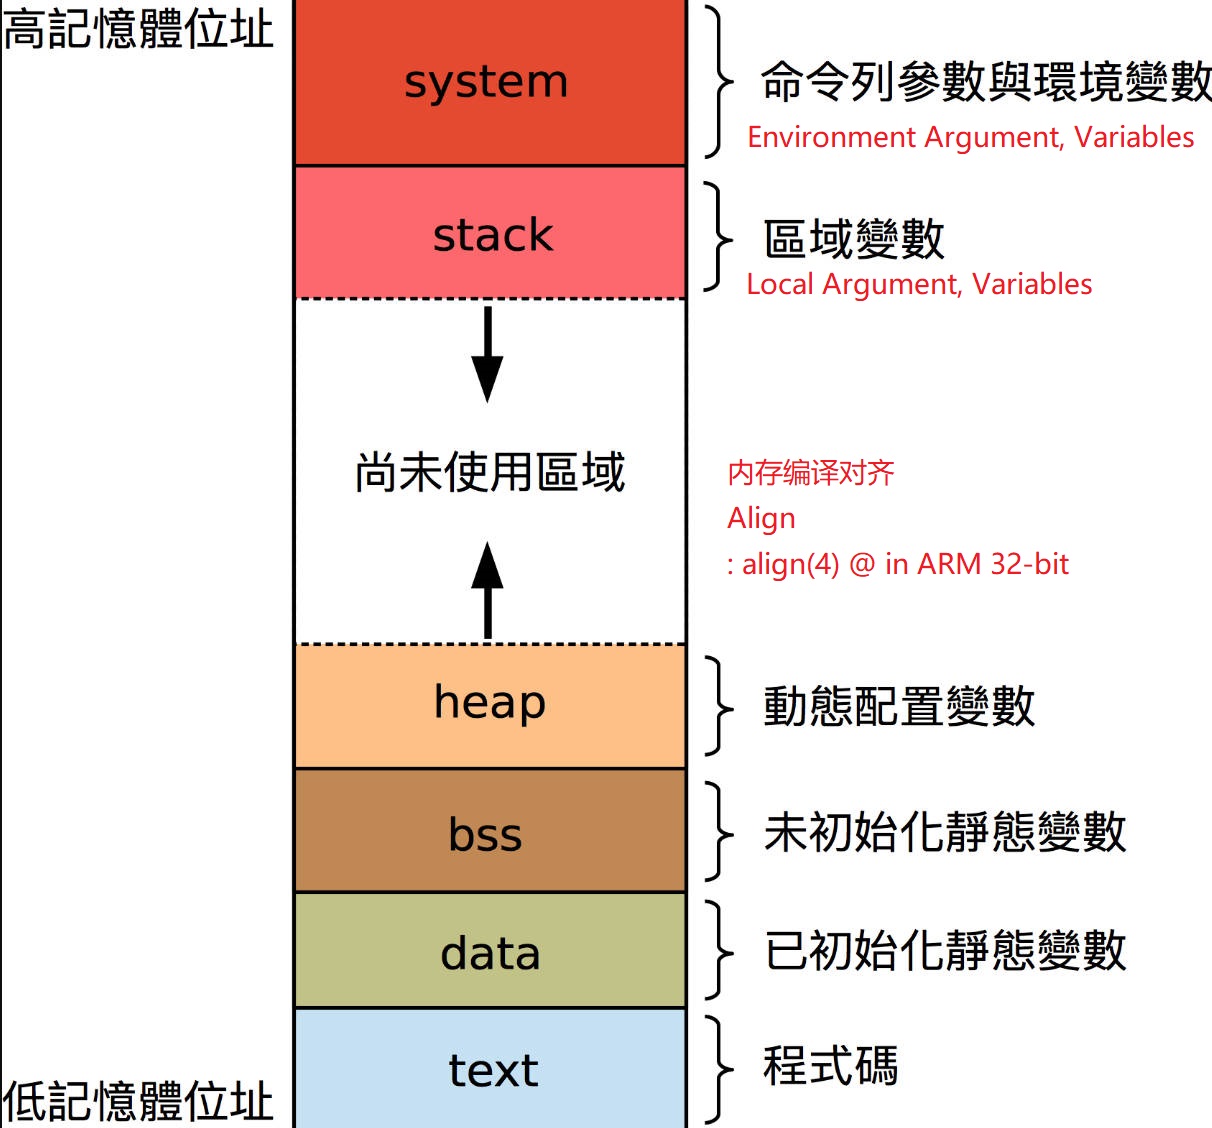 高記憶體位址
system
命令列參數與環境變數
Environment Argument, Variables
stack
區域變數
Local Argument, Variables
尚未使用區域
内存编译对齐
Align
: align(4) @ in ARM 32-bit
heap
動態配置變數
bss
未初始化靜態變數
data
已初始化靜態變數
text
程式碼
低記憶體位址